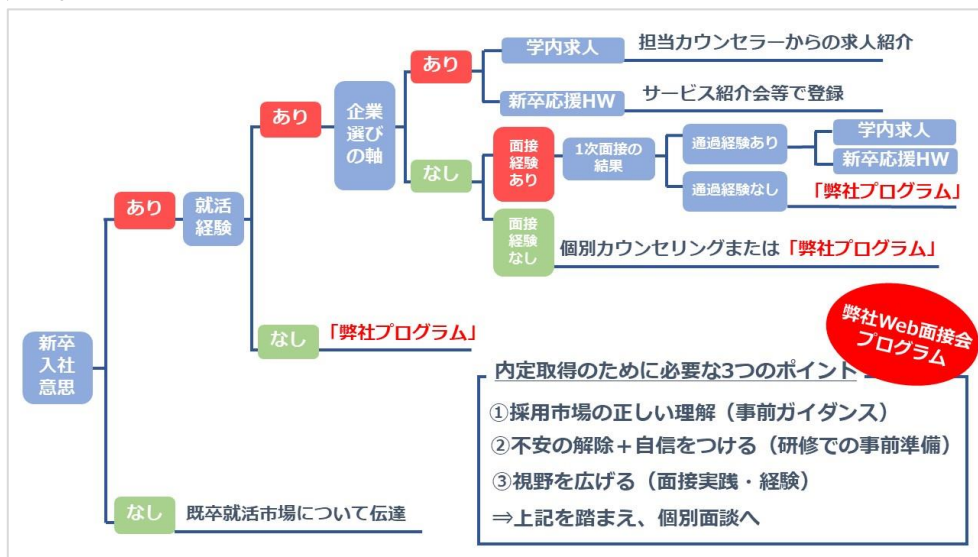 新卒
入社
意思
あり
就活
経験
あり
企業
選び
の軸
あり
学内求人
担当カウンセラーからの求人紹介
新卒応援HW
サービス紹介会等で登録
なし
面接
経験
あり
1次面接の
結果
通過経験あり
学内求人
新卒応援HW
通過経験なし
「弊社プログラム」
面接
経験
なし
個別カウンセリングまたは「弊社プログラム」
なし
「弊社プログラム」
なし
既卒就活市場について伝達
弊社Web面接会
プログラム
内定取得のために必要な3つのポイント
①採用市場の正しい理解（事前ガイダンス）
②不安の解除＋自信をつける（研修での事前準備）
③視野を広げる（面接実践・経験）
⇒上記を踏まえ、個別面談へ